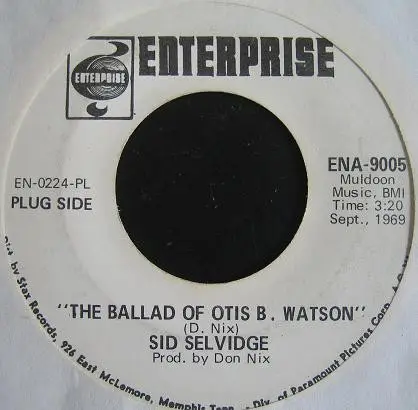 ENTERPRISE
ENTERPRISE
ENA-9005
EN-0224-PL
Muldoon
Music, BMI
PLUG SIDE
Time: 3:20
Sept., 1969
"THE BALLAD OF OTIS B. WATSON"
(D. Nix)
SID SELVIDGE
Prod. by Don Nix
Dist. by Stax Records, 926 East McLemore, Memphis Tenn. - Div. of Paramount Pictures Corp.